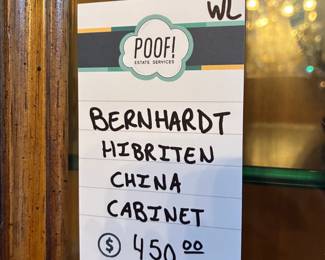 WL
POOF!
ESTATE SERVICES
BERNHARDT
HIBRITEN
CHINA
CABINET
$ 450.00